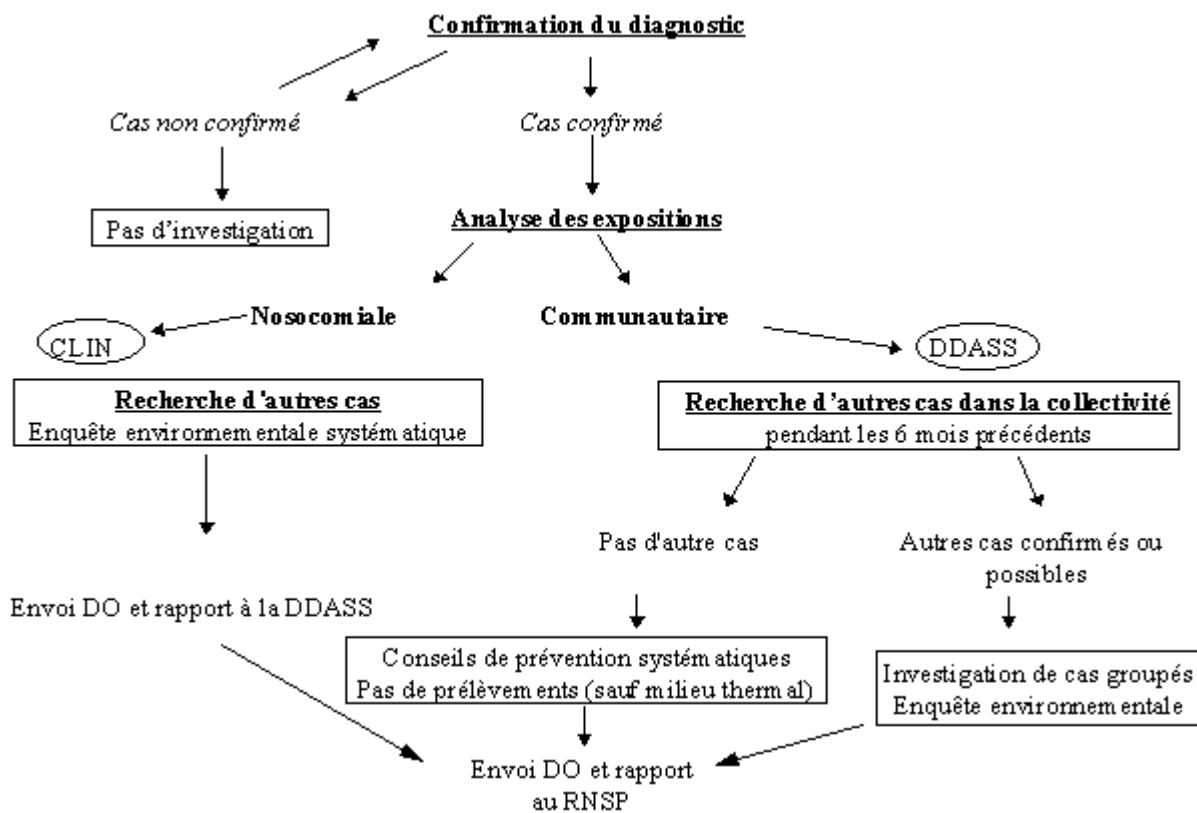 Confirmation du diagnostic
Cas non confirmé
Cas confirmé
Pas d'investigation
Analyse des expositions
Nosocomiale
Communautaire
CLIN
DDASS
Recherche d'autres cas
Enquête environnementale systématique
Recherche d'autres cas dans la collectivité
pendant les 6 mois précédents
Pas d'autre cas
Autres cas confirmés ou
possibles
Envoi DO et rapport à la DDASS
Conseils de prévention systématiques
Pas de prélèvements (sauf milieu thermal)
Investigation de cas groupés
Enquête environnementale
Envoi DO et rapport
au RNSP